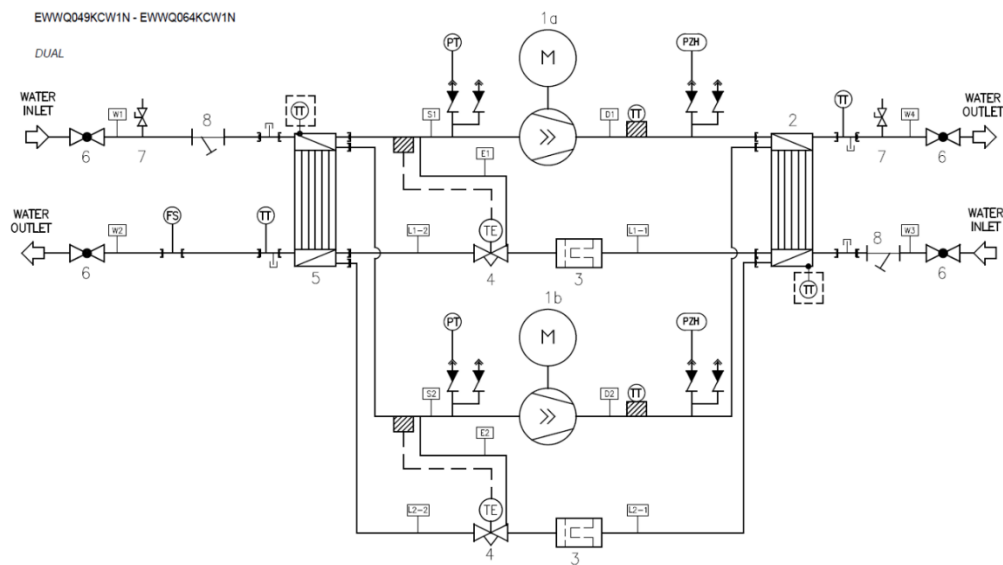 EWWQ049KCW1N - EWWQ064KCW1N
DUAL
1a
M
PT
PZH
WATER
INLET
W1
8
TT
S1
D1
TT
2
TT
W4
WATER
OUTLET
6
7
7
6
E1
WATER
OUTLET
W2
FS
TT
L1-2
TE
L1-1
8
W3
WATER
INLET
6
5
4
3
6
TT
1b
M
PT
PZH
S2
D2
TT
E2
L2-2
TE
L2-1
4
3